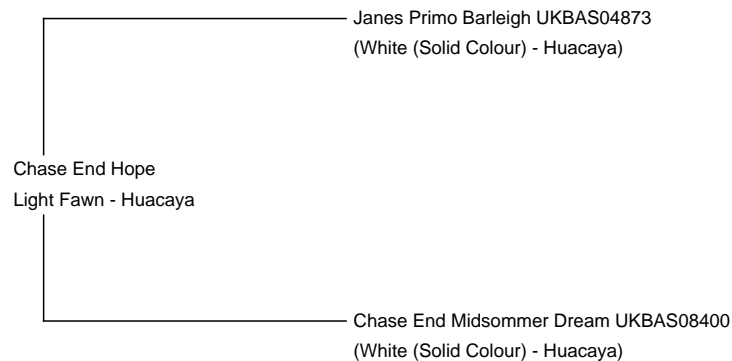 Janes Primo Barleigh UKBAS04873
(White (Solid Colour) - Huacaya)
Chase End Hope
Light Fawn - Huacaya
Chase End Midsommer Dream UKBAS08400
(White (Solid Colour) - Huacaya)